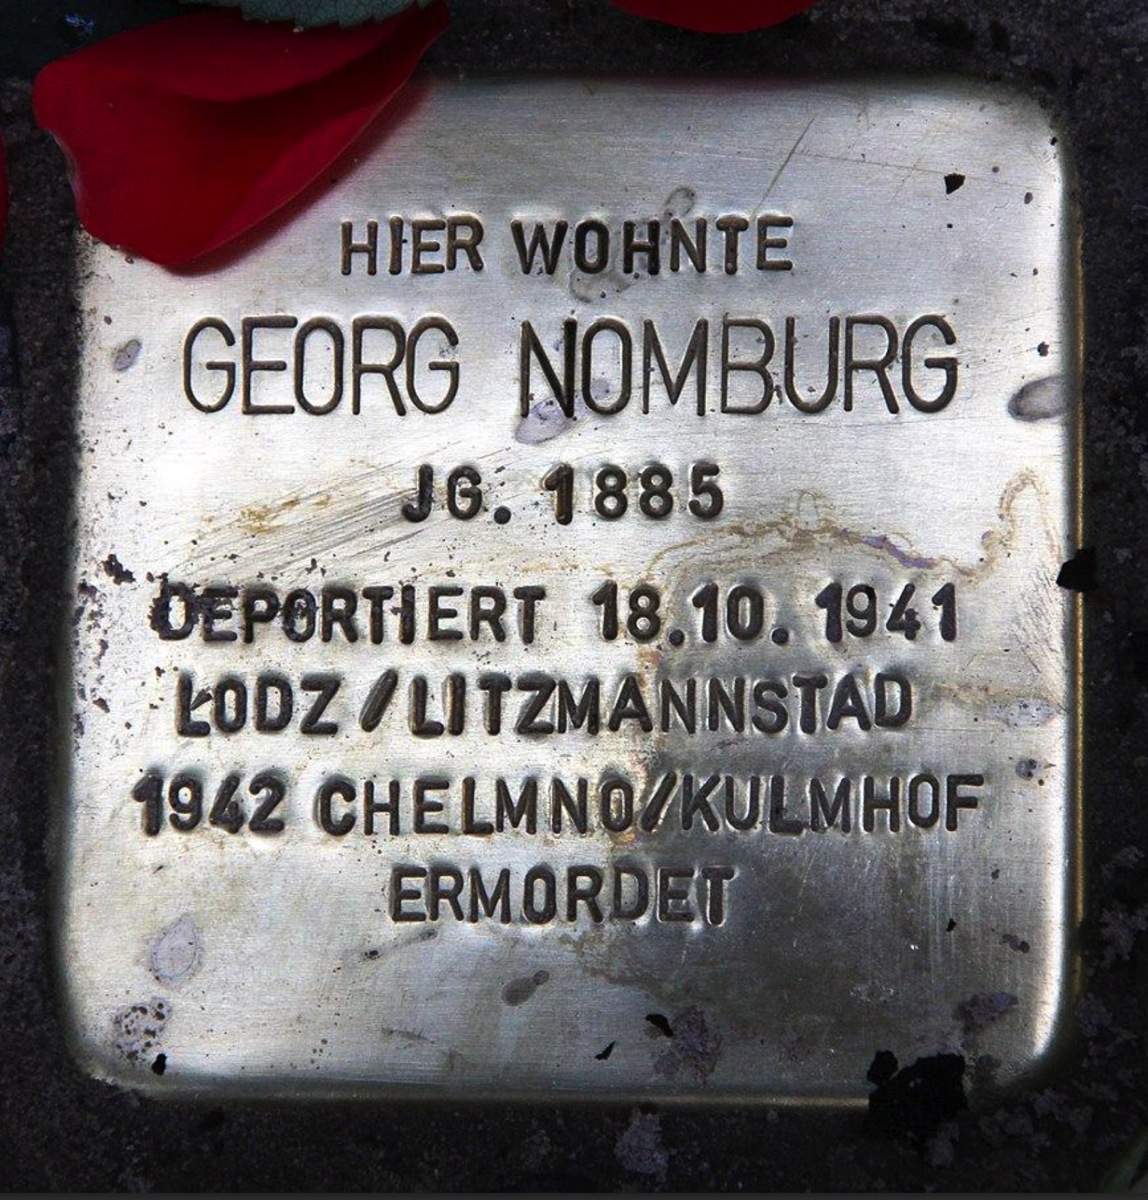 HIER WOHNTE
GEORG NOMBURG
JG. 1885
DEPORTIERT 18.10.1941
LODZ/LITZMANNSTAD
1942 CHELMNO/KULMHOF
ERMORDET